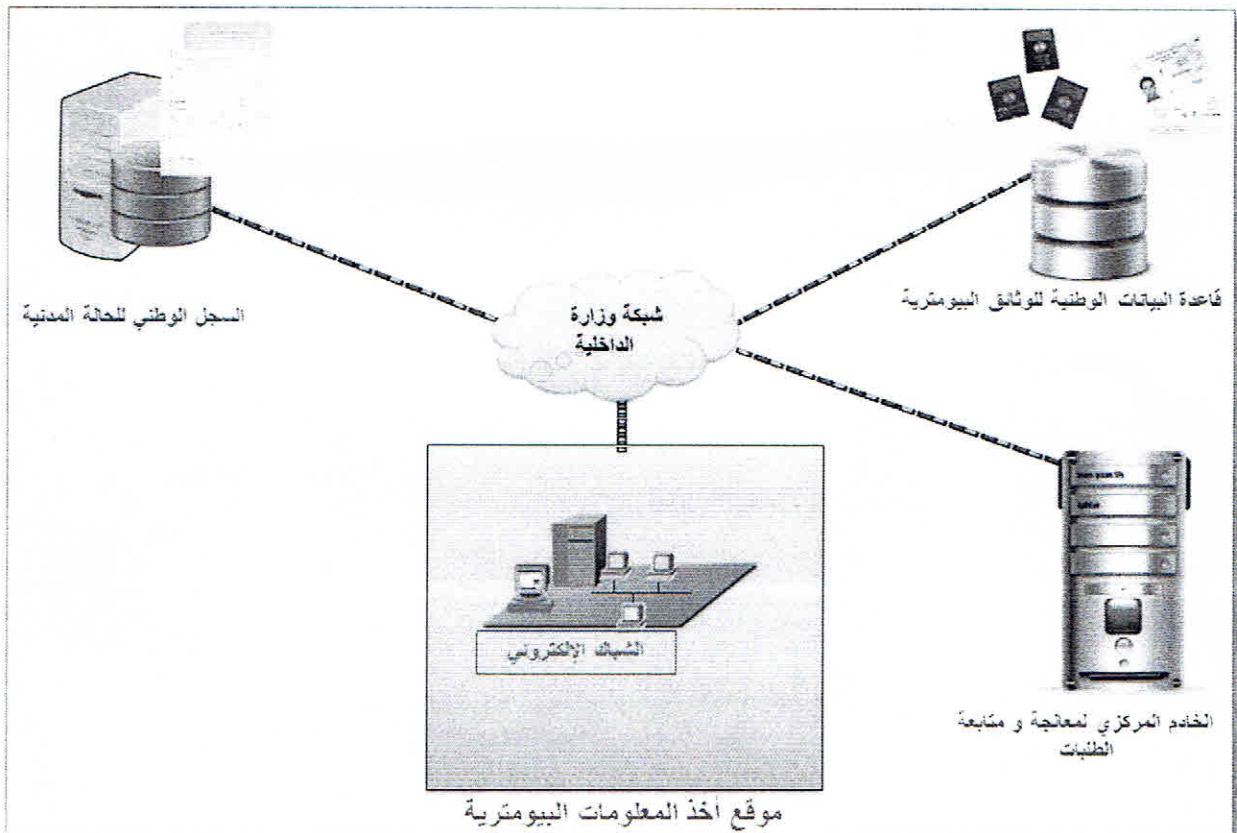 السجل الوطني للحالة المدنية
قاعدة البيانات الوطنية للوثائق البيومترية
شبكة وزارة
الداخلية
الشباك الإلكتروني
الخادم المركزي لمعالجة و متابعة
الطلبات
موقع أخذ المعلومات البيومترية